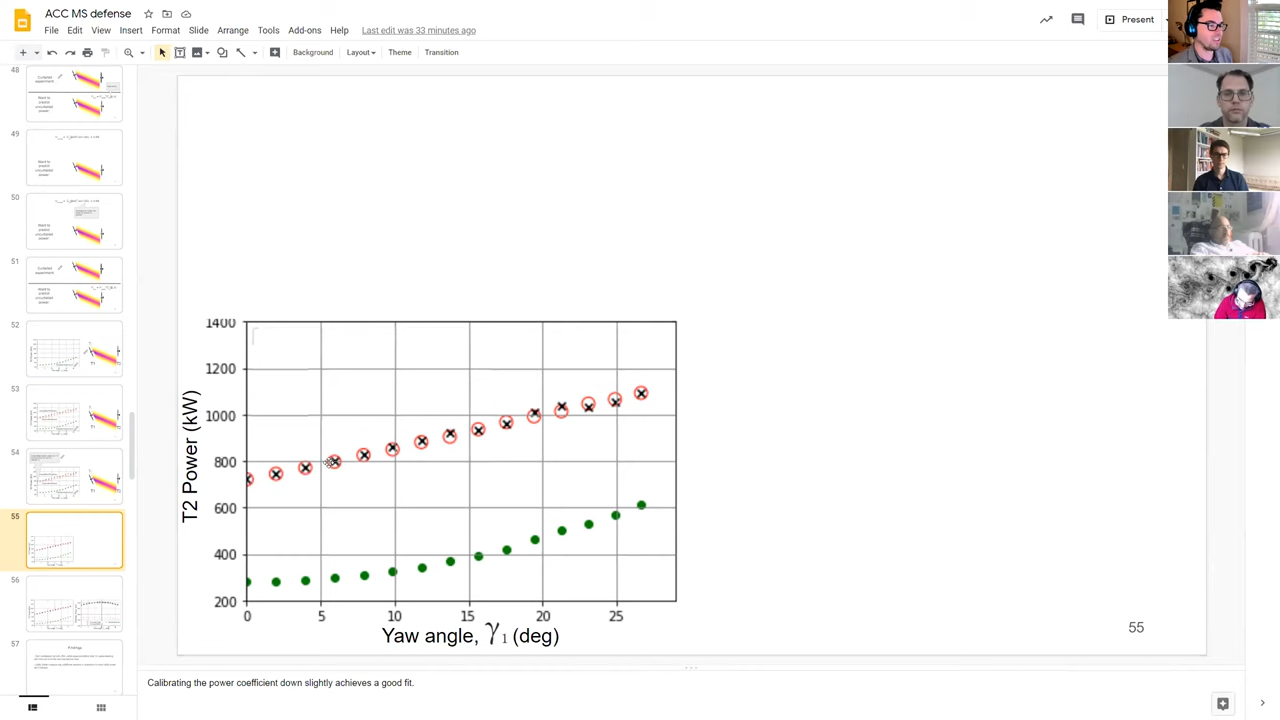 ACC MS defense
File Edit View Insert Format Slide Arrange Tools Add-ons Help Last edit was 33 minutes ago
Present
Background Layout Theme Transition
48
49
50
51
52
53
54
55
56
57
Findings
1400
1200
1000
800
600
400
200
0 5 10 15 20 25
T2 Power (kW)
Yaw angle, γ1 (deg)
55
Calibrating the power coefficient down slightly achieves a good fit.